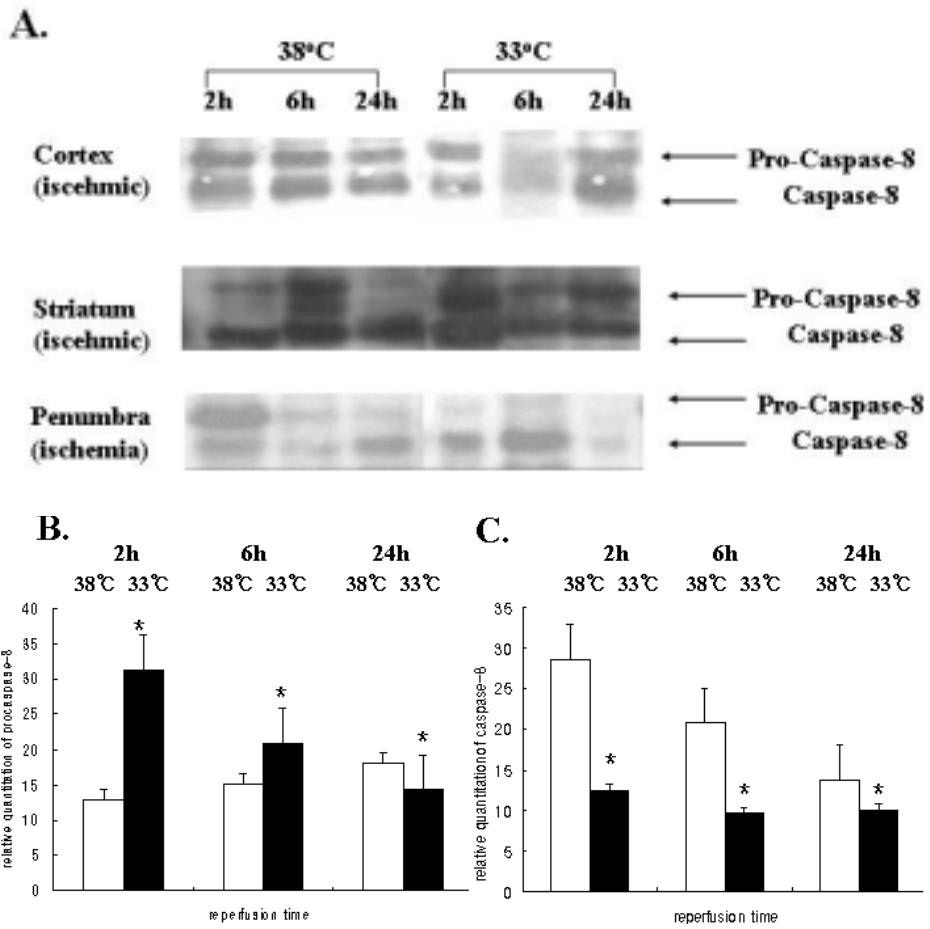 A.
38°C 33°C
2h 6h 24h 2h 6h 24h
Cortex
(iscehmic)
Pro-Caspase-8
Caspase-8
Striatum
(iscehmic)
Pro-Caspase-8
Caspase-8
Penumbra
(ischemia)
Pro-Caspase-8
Caspase-8
B.
2h 6h 24h
38℃ 33℃ 38℃ 33℃ 38℃ 33℃
relative quantitation of procaspase-8
40
35
30
25
20
15
10
5
0
* * *
reperfusion time
C.
2h 6h 24h
38℃ 33℃ 38℃ 33℃ 38℃ 33℃
relative quantitation of caspase-8
35
30
25
20
15
10
5
0
* * *
reperfusion time